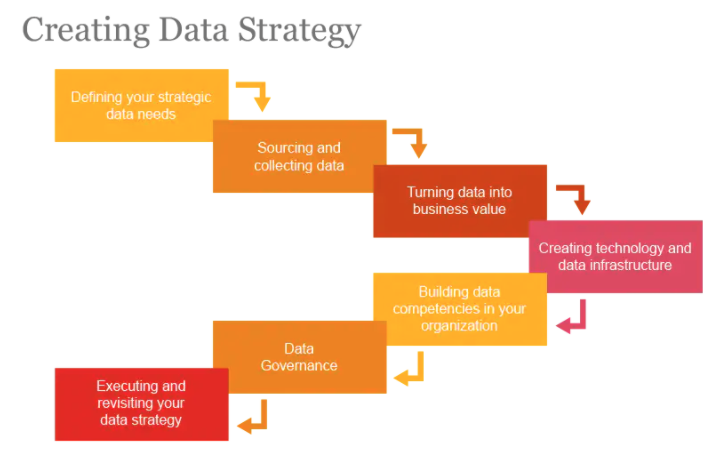 Creating Data Strategy
Defining your strategic
data needs
Sourcing and
collecting data
Turning data into
business value
Creating technology and
data infrastructure
Building data
competencies in your
organization
Data
Governance
Executing and
revisiting your
data strategy